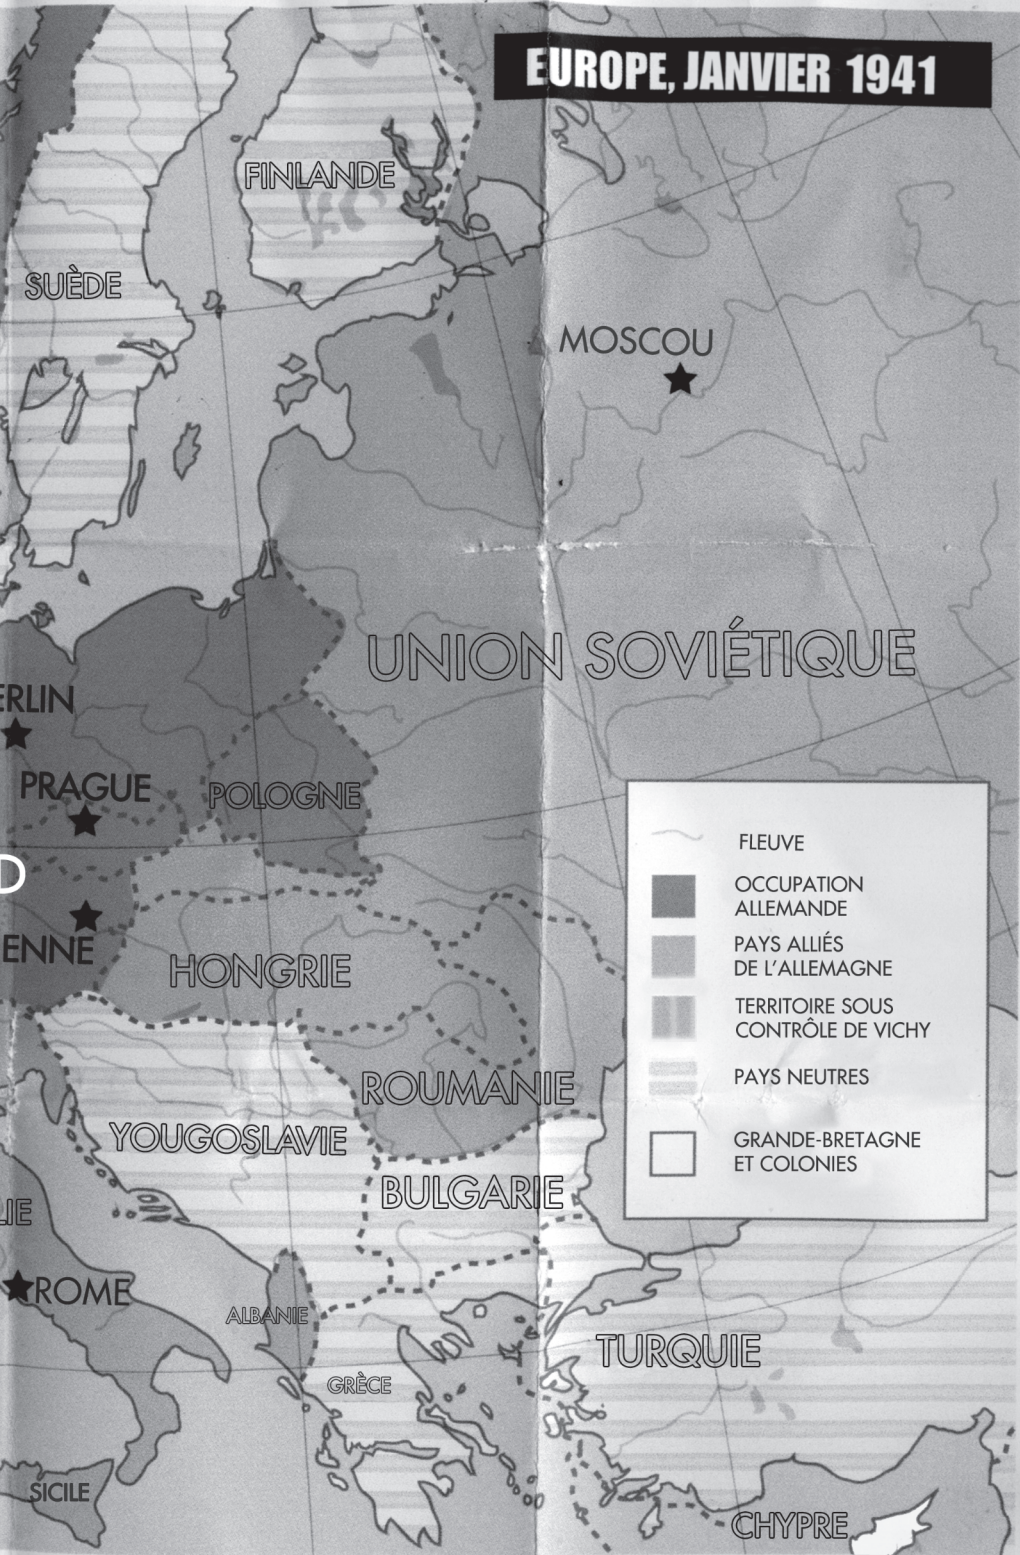 EUROPE, JANVIER 1941
FINLANDE
SUÈDE
MOSCOU
UNION SOVIÉTIQUE
ERLIN
PRAGUE
POLOGNE
D
ENNE
HONGRIE
ROUMANIE
YOUGOSLAVIE
BULGARIE
LIE
ROME
ALBANIE
TURQUIE
GRÈCE
SICILE
CHYPRE
FLEUVE
OCCUPATION
ALLEMANDE
PAYS ALLIÉS
DE L'ALLEMAGNE
TERRITOIRE SOUS
CONTRÔLE DE VICHY
PAYS NEUTRES
GRANDE-BRETAGNE
ET COLONIES